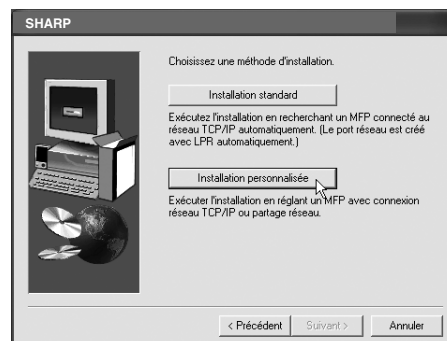 SHARP
Choisissez une méthode d'installation.
Installation standard
Exécutez l'installation en recherchant un MFP connecté au
réseau TCP/IP automatiquement. (Le port réseau est créé
avec LPR automatiquement.)
Installation personnalisée
Exécuter l'installation en réglant un MFP avec connexion
réseau TCP/IP ou partage réseau.
< Précédent
Suivant >
Annuler